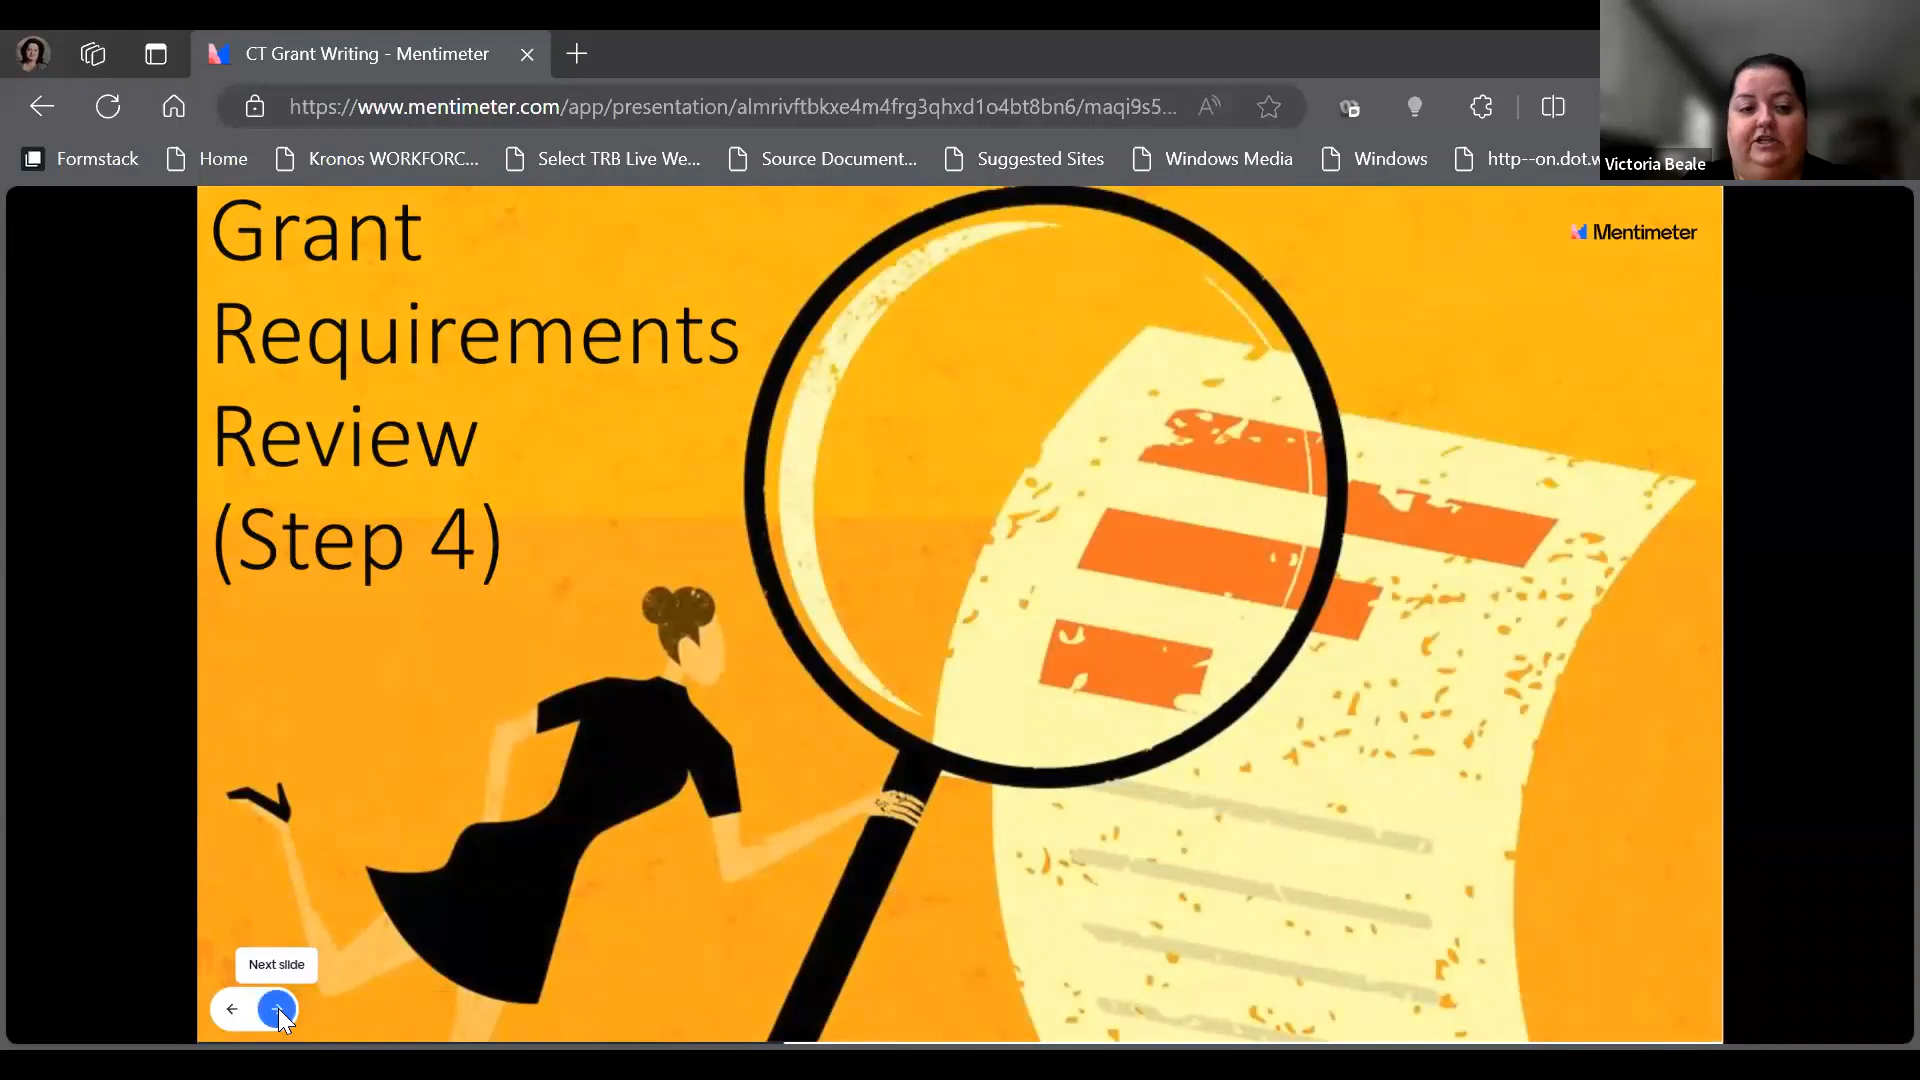 CT Grant Writing - Mentimeter
https://www.mentimeter.com/app/presentation/almrivftbkxe4m4frg3qhxd1o4bt8bn6/maqi9s5...
Formstack
Home
Kronos WORKFORC...
Select TRB Live We...
Source Document...
Suggested Sites
Windows Media
Windows
http--on.dot.w
Victoria Beale
Grant
Requirements
Review
(Step 4)
Mentimeter
Next slide